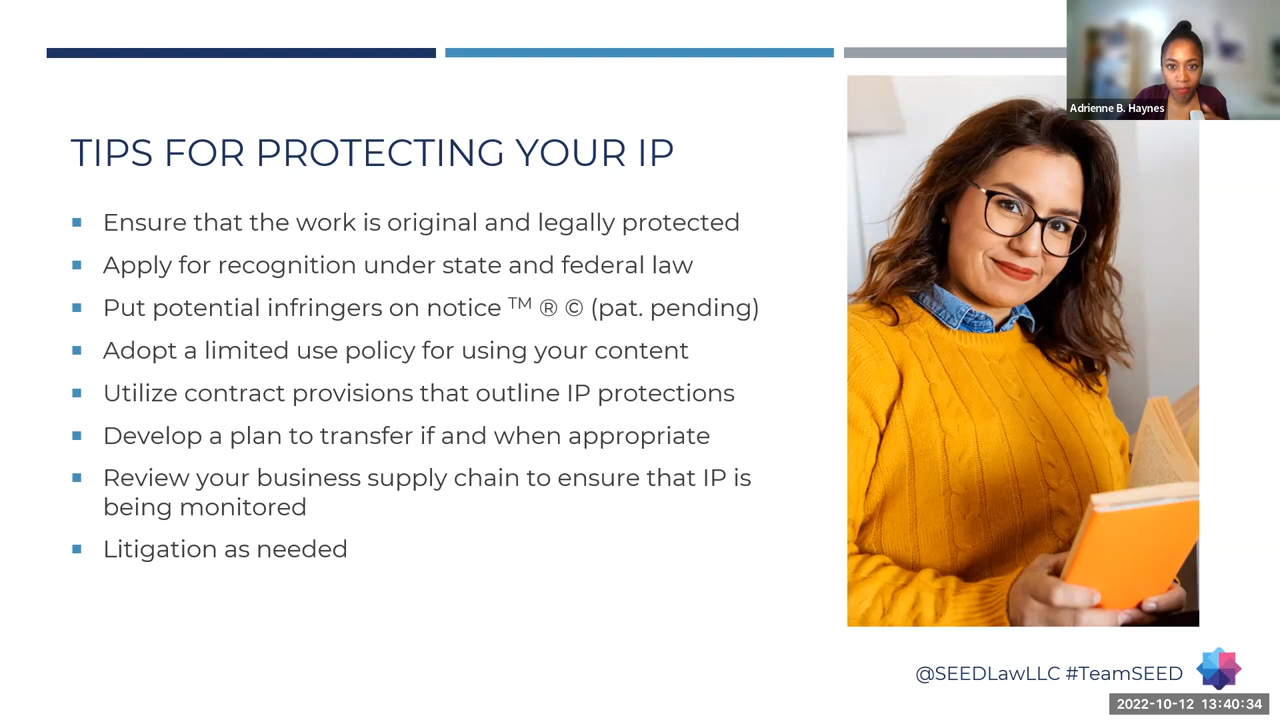 Adrienne B. Haynes
TIPS FOR PROTECTING YOUR IP
Ensure that the work is original and legally protected
Apply for recognition under state and federal law
Put potential infringers on notice ™ ® © (pat. pending)
Adopt a limited use policy for using your content
Utilize contract provisions that outline IP protections
Develop a plan to transfer if and when appropriate
Review your business supply chain to ensure that IP is
being monitored
Litigation as needed
@SEEDLawLLC #TeamSEED
2022-10-12 13:40:34